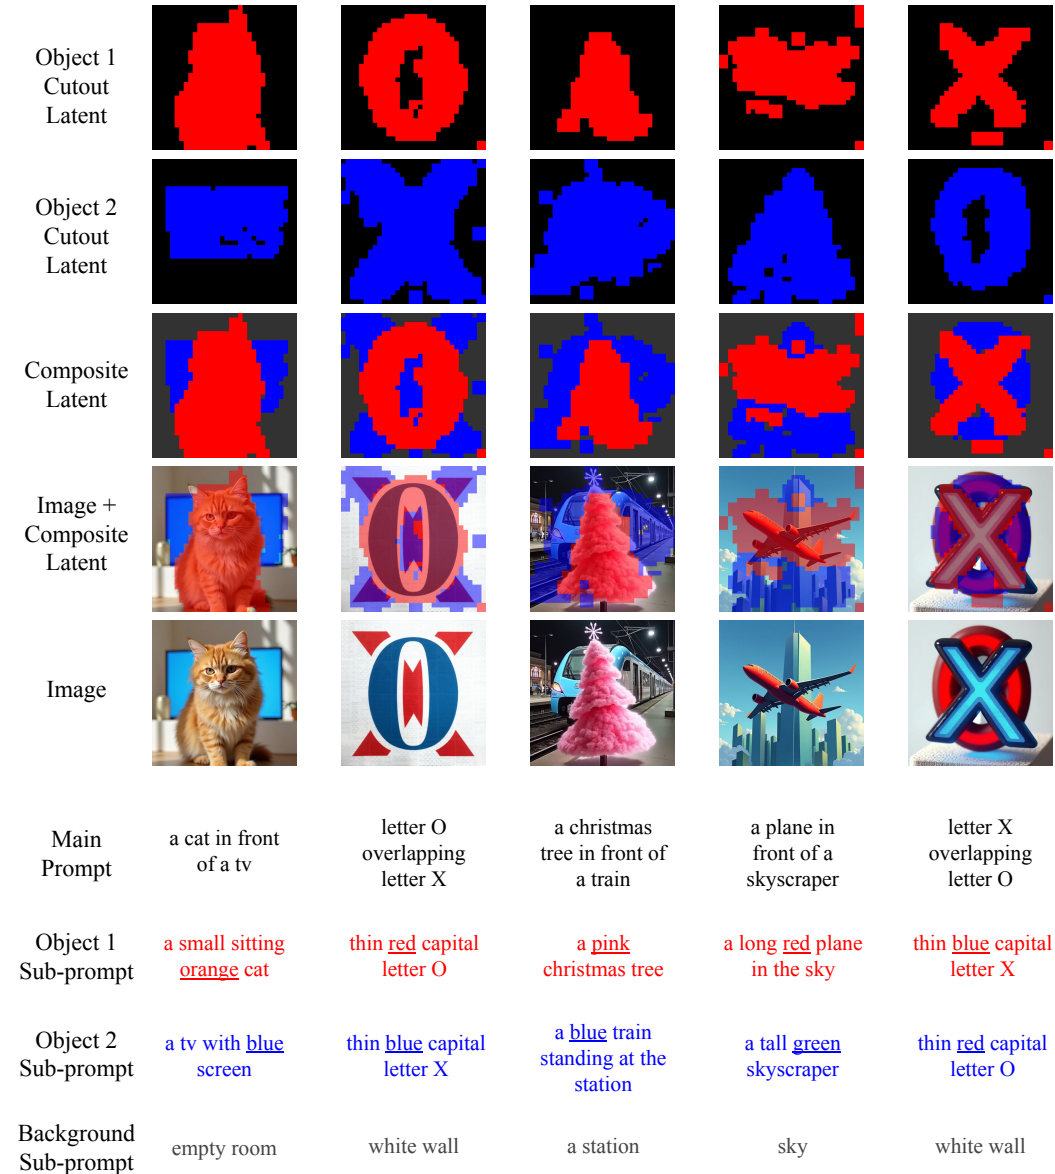 Object 1
Cutout
Latent
Object 2
Cutout
Latent
Composite
Latent
Image +
Composite
Latent
O
X
Image
O
X
Main
Prompt
a cat in front
of a tv
letter O
overlapping
letter X
a christmas
tree in front of
a train
a plane in
front of a
skyscraper
letter X
overlapping
letter O
Object 1
Sub-prompt
a small sitting
orange cat
thin red capital
letter O
a pink
christmas tree
a long red plane
in the sky
thin blue capital
letter X
Object 2
Sub-prompt
a tv with blue
screen
thin blue capital
letter X
a blue train
standing at the
station
a tall green
skyscraper
thin red capital
letter O
Background
Sub-prompt
empty room
white wall
a station
sky
white wall